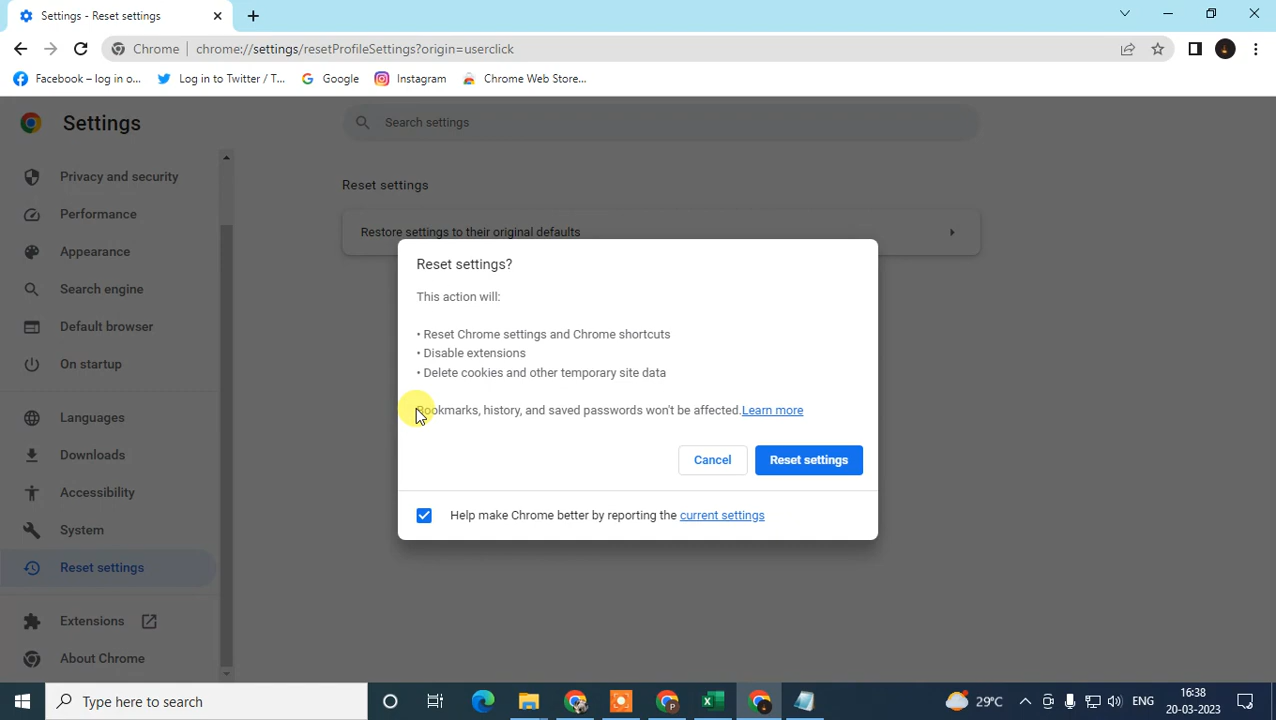 Settings - Reset settings
Chrome
chrome://settings/resetProfileSettings?origin=userclick
Facebook – log in o...
Log in to Twitter / T...
Google
Instagram
Chrome Web Store...
Settings
Search settings
Privacy and security
Performance
Appearance
Search engine
Default browser
On startup
Languages
Downloads
Accessibility
System
Reset settings
Extensions
About Chrome
Reset settings
Restore settings to their original defaults
Reset settings?
This action will:
• Reset Chrome settings and Chrome shortcuts
• Disable extensions
• Delete cookies and other temporary site data
Bookmarks, history, and saved passwords won't be affected. Learn more
Cancel
Reset settings
Help make Chrome better by reporting the current settings
Type here to search
29°C
ENG
16:38
20-03-2023